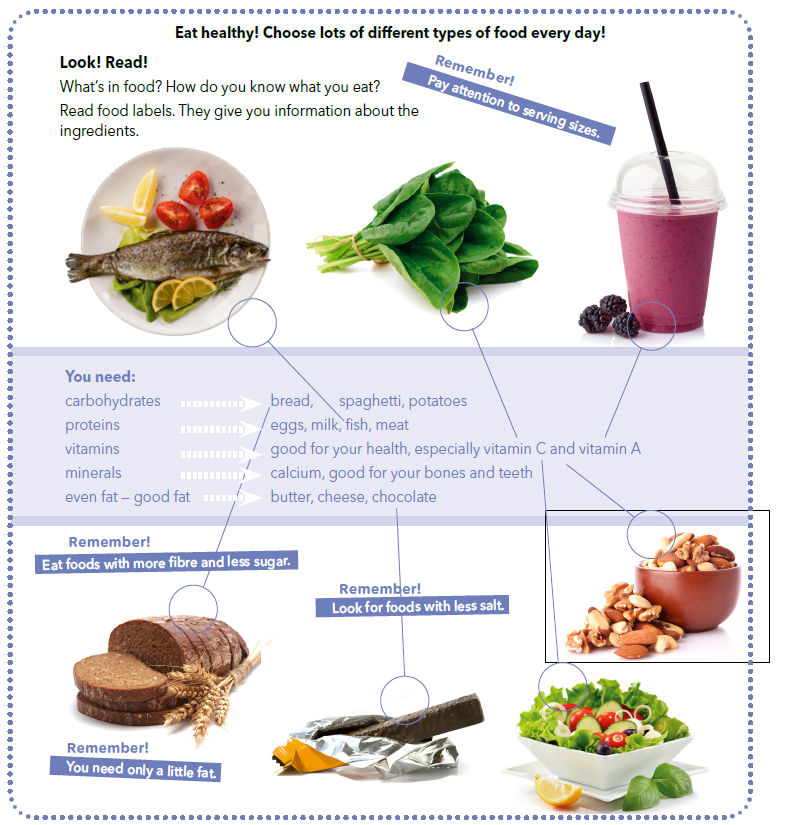 Eat healthy! Choose lots of different types of food every day!
Look! Read!
What's in food? How do you know what you eat?
Read food labels. They give you information about the
ingredients.
Remember!
Pay attention to serving sizes.
You need:
carbohydrates bread, spaghetti, potatoes
proteins eggs, milk, fish, meat
vitamins good for your health, especially vitamin C and vitamin A
minerals calcium, good for your bones and teeth
even fat – good fat butter, cheese, chocolate
Remember!
Eat foods with more fibre and less sugar.
Remember!
Look for foods with less salt.
Remember!
You need only a little fat.